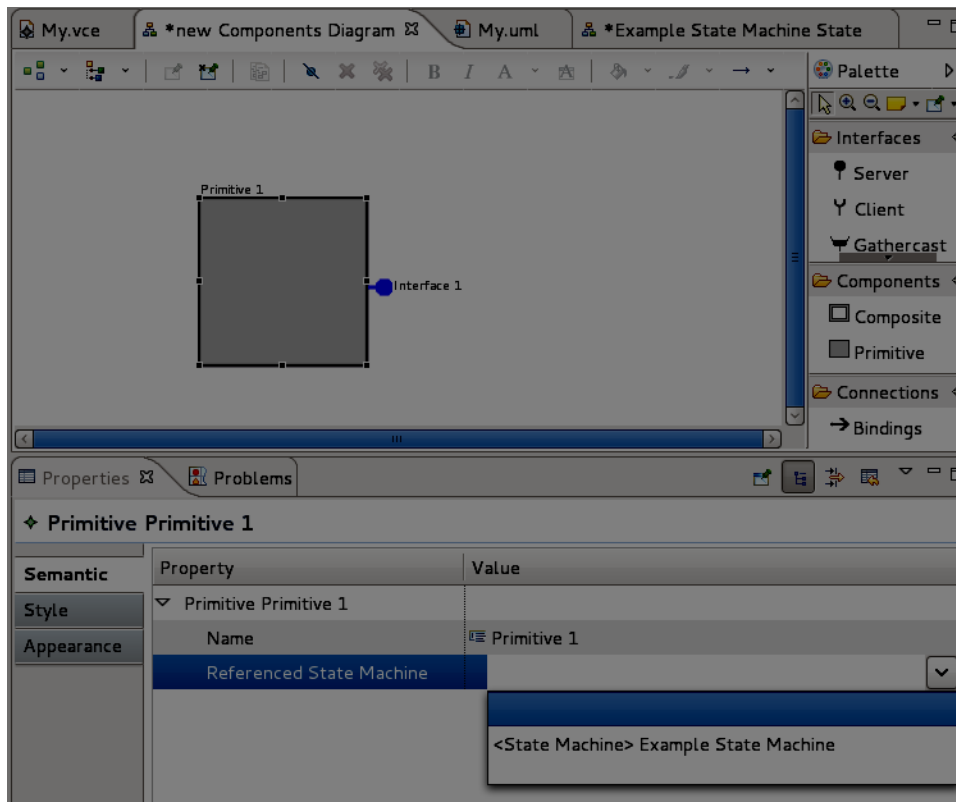 My.vce *new Components Diagram My.uml *Example State Machine State
B I A Palette
Interfaces
Server
Client
Gathercast
Components
Composite
Primitive
Connections
Bindings
Primitive 1
Interface 1
Properties Problems
Primitive Primitive 1
Semantic
Style
Appearance
Property Value
Primitive Primitive 1
Name Primitive 1
Referenced State Machine
<State Machine> Example State Machine